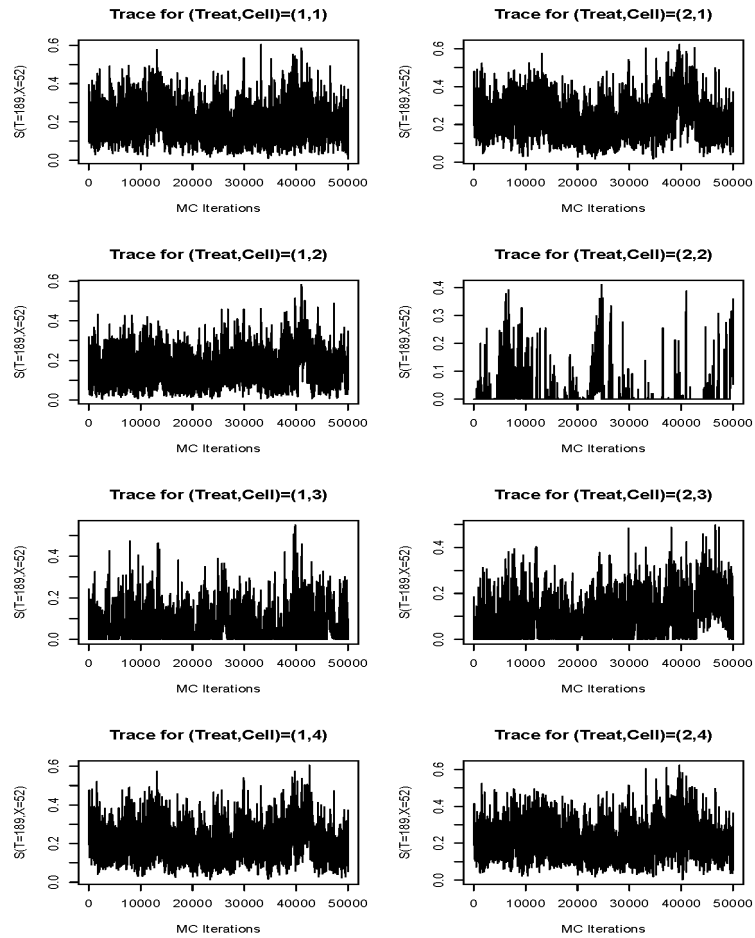 Trace for (Treat,Cell)=(1,1)
S(T=189,X=52)
0.0 0.2 0.4 0.6
0 10000 20000 30000 40000 50000
MC Iterations
Trace for (Treat,Cell)=(2,1)
S(T=189,X=52)
0.0 0.2 0.4 0.6
0 10000 20000 30000 40000 50000
MC Iterations
Trace for (Treat,Cell)=(1,2)
S(T=189,X=52)
0.0 0.2 0.4 0.6
0 10000 20000 30000 40000 50000
MC Iterations
Trace for (Treat,Cell)=(2,2)
S(T=189,X=52)
0.0 0.1 0.2 0.3 0.4
0 10000 20000 30000 40000 50000
MC Iterations
Trace for (Treat,Cell)=(1,3)
S(T=189,X=52)
0.0 0.2 0.4
0 10000 20000 30000 40000 50000
MC Iterations
Trace for (Treat,Cell)=(2,3)
S(T=189,X=52)
0.0 0.2 0.4
0 10000 20000 30000 40000 50000
MC Iterations
Trace for (Treat,Cell)=(1,4)
S(T=189,X=52)
0.0 0.2 0.4 0.6
0 10000 20000 30000 40000 50000
MC Iterations
Trace for (Treat,Cell)=(2,4)
S(T=189,X=52)
0.0 0.2 0.4 0.6
0 10000 20000 30000 40000 50000
MC Iterations